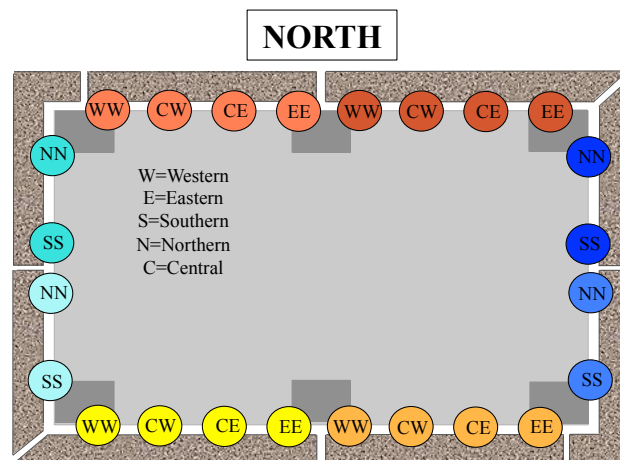 NORTH
WW CW CE EE WW CW CE EE
NN NN
W=Western
E=Eastern
S=Southern
N=Northern
C=Central
SS SS
NN NN
SS SS
WW CW CE EE WW CW CE EE